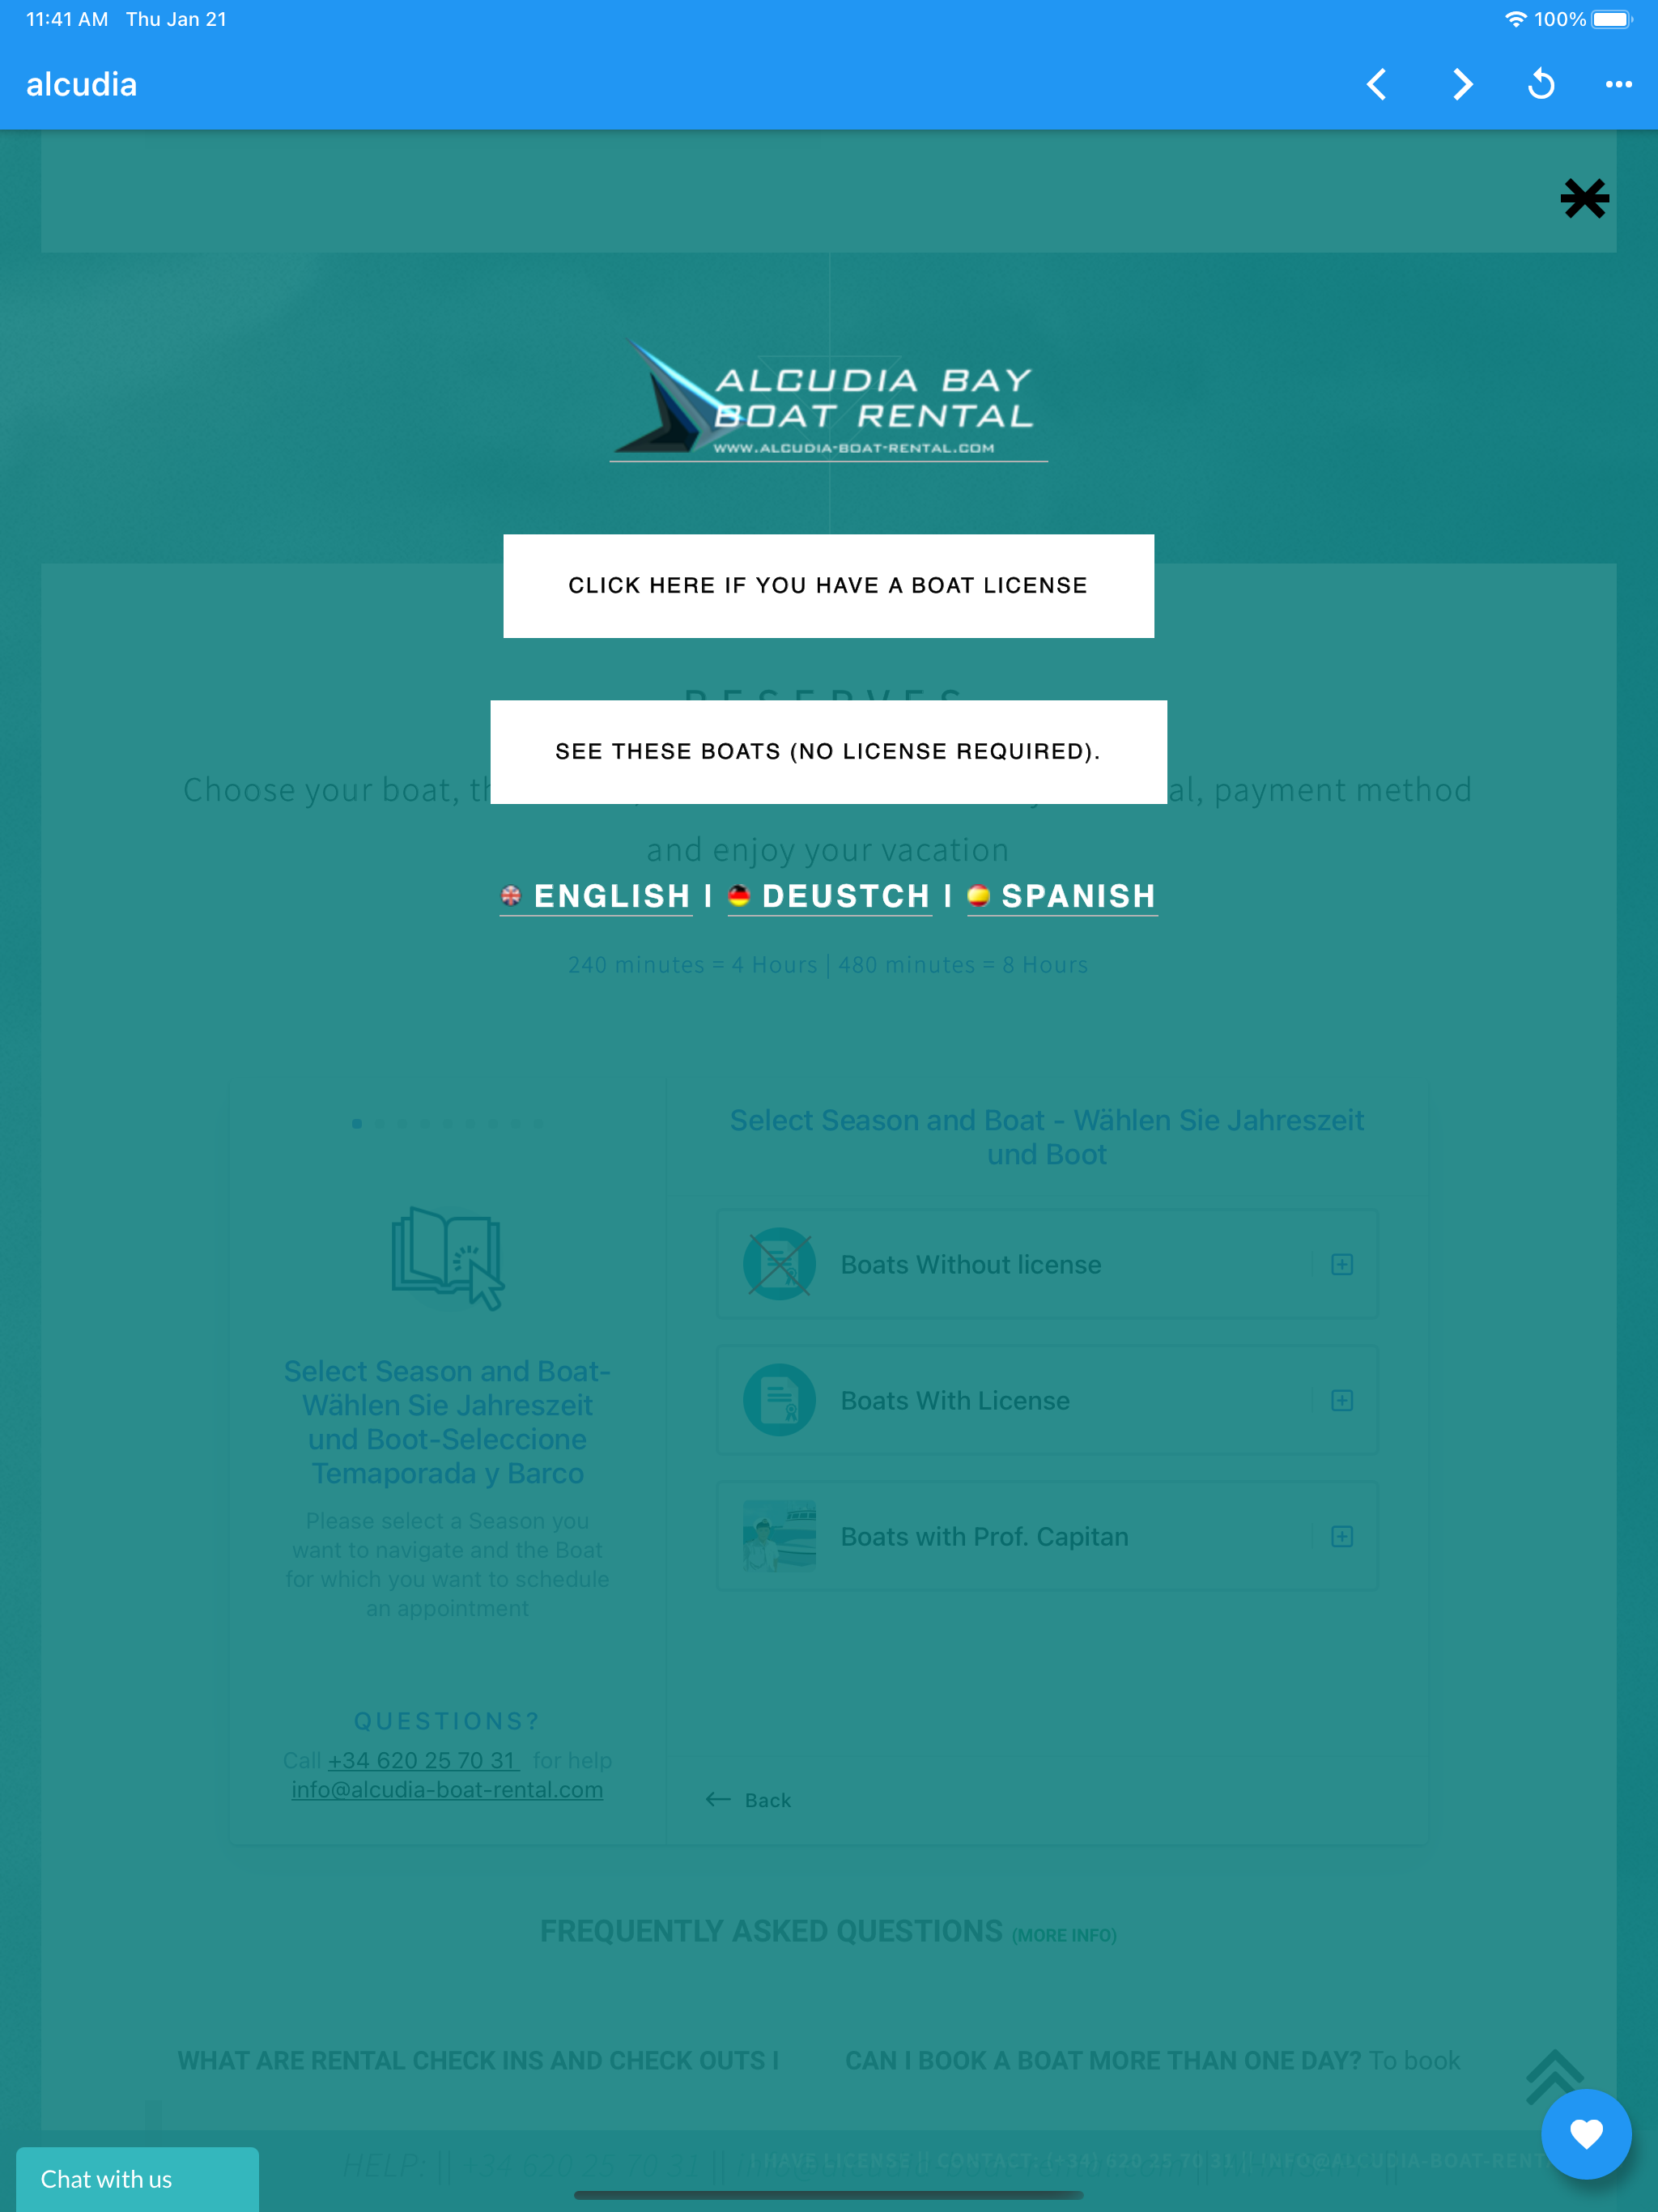 11:41 AM Thu Jan 21
100%
alcudia
ALCUDIA BAY
BOAT RENTAL
WWW.ALCUDIA-BOAT-RENTAL.COM
CLICK HERE IF YOU HAVE A BOAT LICENSE
RESERVES
SEE THESE BOATS (NO LICENSE REQUIRED).
Choose your boat, al, payment method
and enjoy your vacation
ENGLISH | DEUSTCH | SPANISH
240 minutes = 4 Hours | 480 minutes = 8 Hours
Select Season and Boat - Wählen Sie Jahreszeit
und Boot
Boats Without license
Boats With License
Boats with Prof. Capitan
Select Season and Boat-
Wählen Sie Jahreszeit
und Boot-Seleccione
Temaporada y Barco
Please select a Season you
want to navigate and the Boat
for which you want to schedule
an appointment
QUESTIONS?
Call +34 620 25 70 31 for help
info@alcudia-boat-rental.com
Back
FREQUENTLY ASKED QUESTIONS (MORE INFO)
WHAT ARE RENTAL CHECK INS AND CHECK OUTS I
CAN I BOOK A BOAT MORE THAN ONE DAY? To book
HELP: || +34 620 25 70 31 ||
I HAVE LICENSE || CONTACT: (+34) 620 25 70 31 || INFO@ALCUDIA-BOAT-RENT
Chat with us